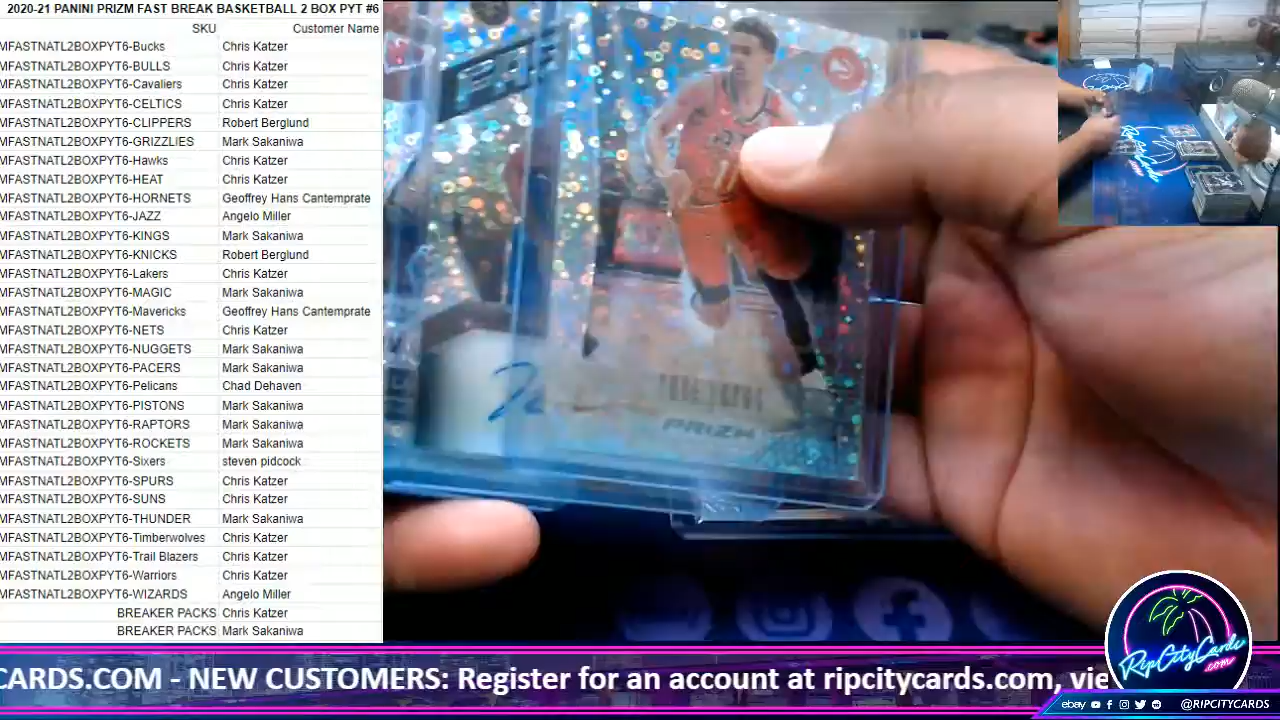 2020-21 PANINI PRIZM FAST BREAK BASKETBALL 2 BOX PYT #6
SKU Customer Name
MFASTNATL2BOXPYT6-Bucks Chris Katzer
MFASTNATL2BOXPYT6-BULLS Chris Katzer
MFASTNATL2BOXPYT6-Cavaliers Chris Katzer
MFASTNATL2BOXPYT6-CELTICS Chris Katzer
MFASTNATL2BOXPYT6-CLIPPERS Robert Berglund
MFASTNATL2BOXPYT6-GRIZZLIES Mark Sakaniwa
MFASTNATL2BOXPYT6-Hawks Chris Katzer
MFASTNATL2BOXPYT6-HEAT Chris Katzer
MFASTNATL2BOXPYT6-HORNETS Geoffrey Hans Cantemprate
MFASTNATL2BOXPYT6-JAZZ Angelo Miller
MFASTNATL2BOXPYT6-KINGS Mark Sakaniwa
MFASTNATL2BOXPYT6-KNICKS Robert Berglund
MFASTNATL2BOXPYT6-Lakers Chris Katzer
MFASTNATL2BOXPYT6-MAGIC Mark Sakaniwa
MFASTNATL2BOXPYT6-Mavericks Geoffrey Hans Cantemprate
MFASTNATL2BOXPYT6-NETS Chris Katzer
MFASTNATL2BOXPYT6-NUGGETS Mark Sakaniwa
MFASTNATL2BOXPYT6-PACERS Mark Sakaniwa
MFASTNATL2BOXPYT6-Pelicans Chad Dehaven
MFASTNATL2BOXPYT6-PISTONS Mark Sakaniwa
MFASTNATL2BOXPYT6-RAPTORS Mark Sakaniwa
MFASTNATL2BOXPYT6-ROCKETS Mark Sakaniwa
MFASTNATL2BOXPYT6-Sixers steven pidcock
MFASTNATL2BOXPYT6-SPURS Chris Katzer
MFASTNATL2BOXPYT6-SUNS Chris Katzer
MFASTNATL2BOXPYT6-THUNDER Mark Sakaniwa
MFASTNATL2BOXPYT6-Timberwolves Chris Katzer
MFASTNATL2BOXPYT6-Trail Blazers Chris Katzer
MFASTNATL2BOXPYT6-Warriors Chris Katzer
MFASTNATL2BOXPYT6-WIZARDS Angelo Miller
BREAKER PACKS Chris Katzer
BREAKER PACKS Mark Sakaniwa
PRIZM
RipCityCards
.com
CARDS.COM - NEW CUSTOMERS: Register for an account at ripcitycards.com, vie
ebay @RIPCITYCARDS